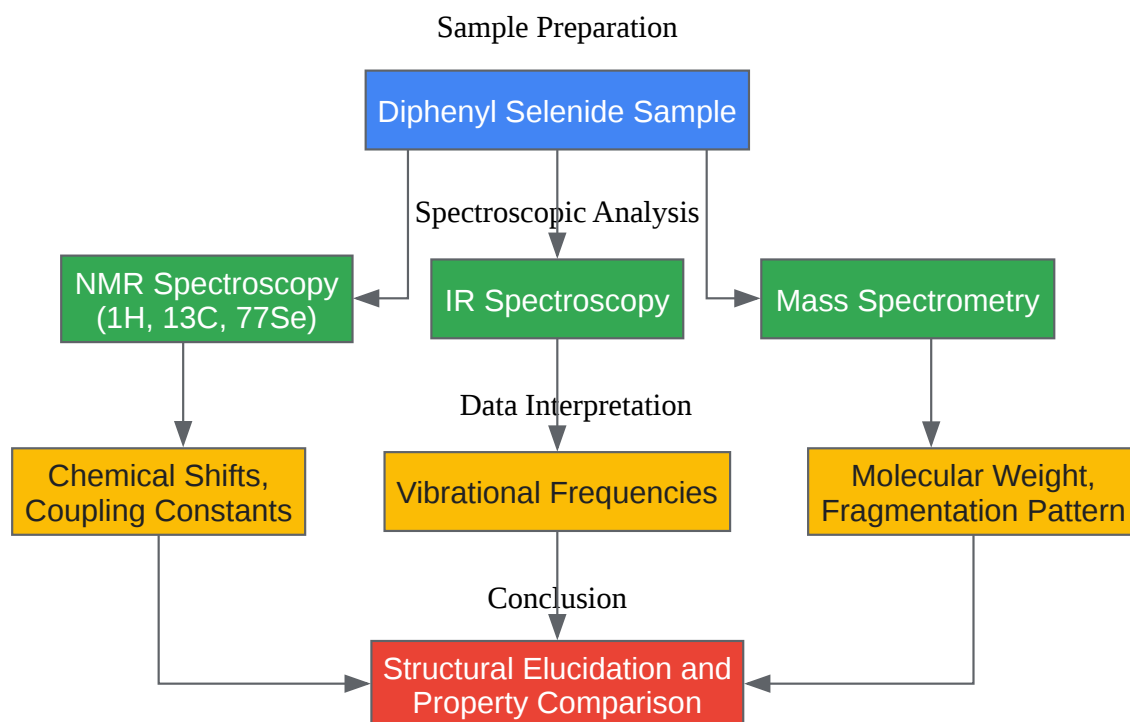 Sample Preparation
Diphenyl Selenide Sample
Spectroscopic Analysis
NMR Spectroscopy
(1H, 13C, 77Se)
IR Spectroscopy
Mass Spectrometry
Data Interpretation
Chemical Shifts,
Coupling Constants
Vibrational Frequencies
Molecular Weight,
Fragmentation Pattern
Conclusion
Structural Elucidation and
Property Comparison